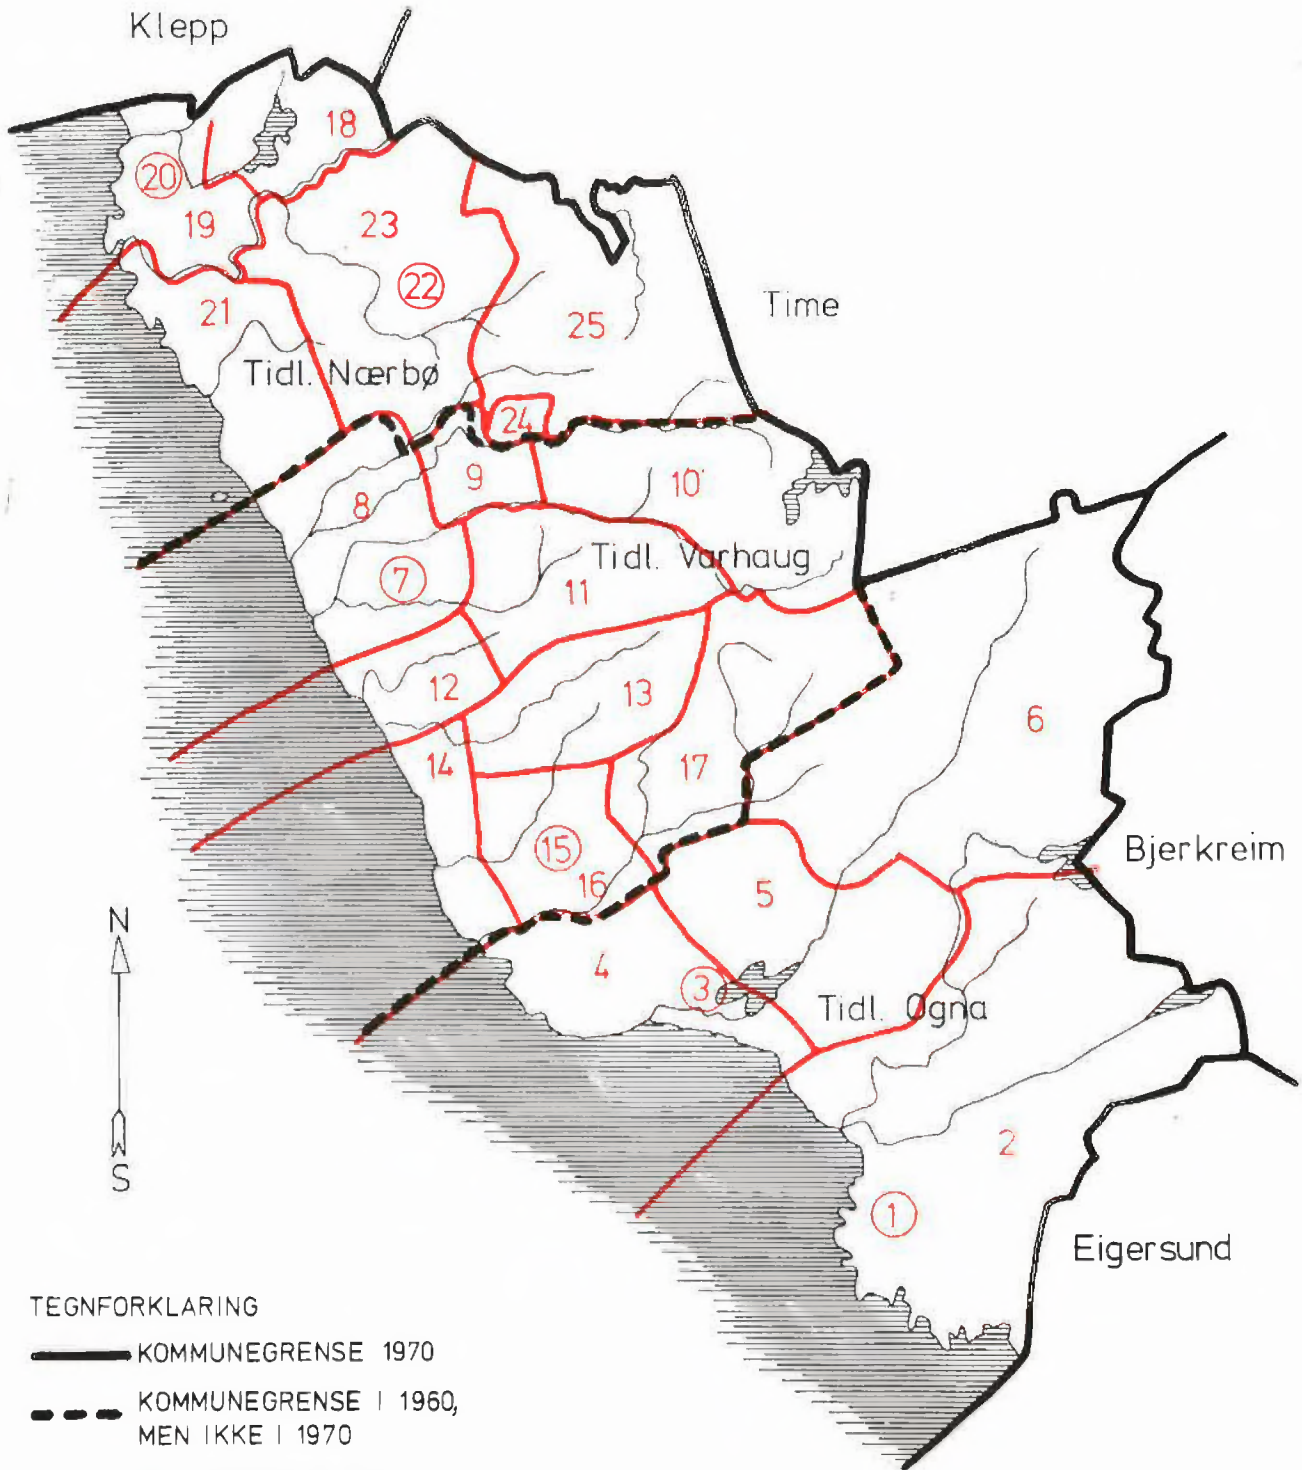 Klepp
18
20
19
23
22
21
25
Time
Tidl. Nærbø
24
9
8
10
Tidl. Varhaug
7
11
12
13
6
14
17
15
16
5
Bjerkreim
N
4
3
Tidl. Ogna
S
2
1
Eigersund
TEGNFORKLARING
KOMMUNEGRENSE 1970
KOMMUNEGRENSE I 1960,
MEN IKKE I 1970